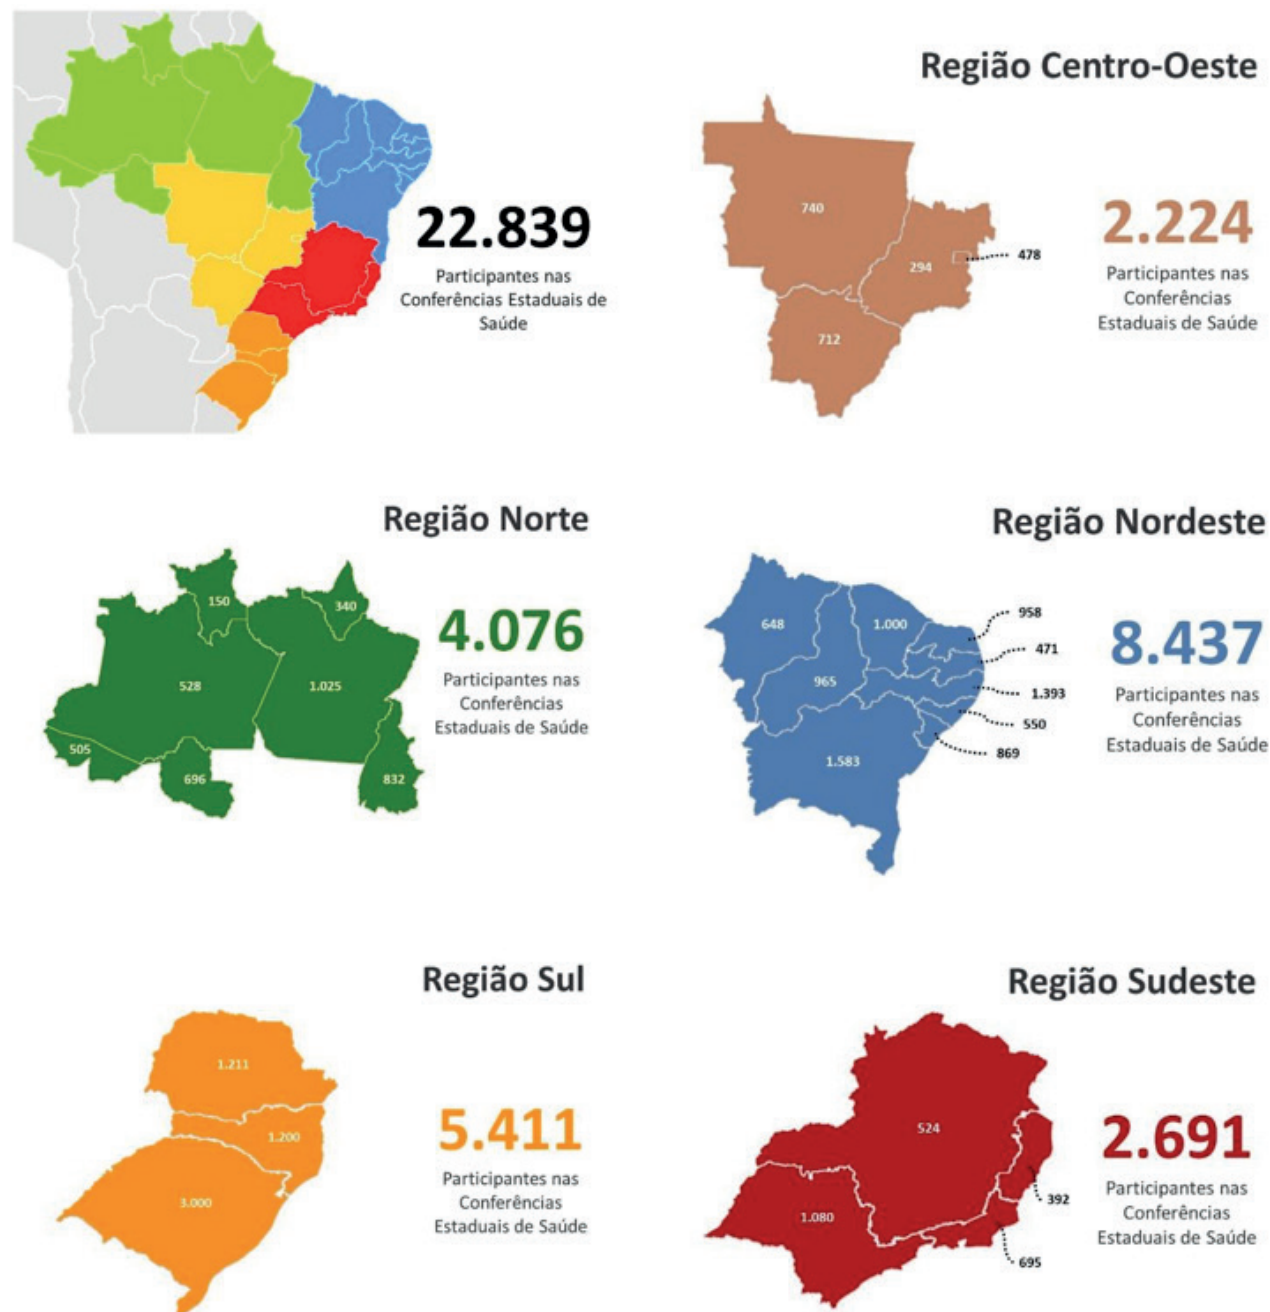 22.839
Participantes nas
Conferências Estaduais de
Saúde
Região Centro-Oeste
740
294
478
712
2.224
Participantes nas
Conferências
Estaduais de Saúde
Região Norte
150
340
528
1.025
505
696
832
4.076
Participantes nas
Conferências
Estaduais de Saúde
Região Nordeste
648
1.000
958
471
965
1.393
550
869
1.583
8.437
Participantes nas
Conferências
Estaduais de Saúde
Região Sul
1.211
1.200
3.000
5.411
Participantes nas
Conferências
Estaduais de Saúde
Região Sudeste
524
392
1.080
695
2.691
Participantes nas
Conferências
Estaduais de Saúde